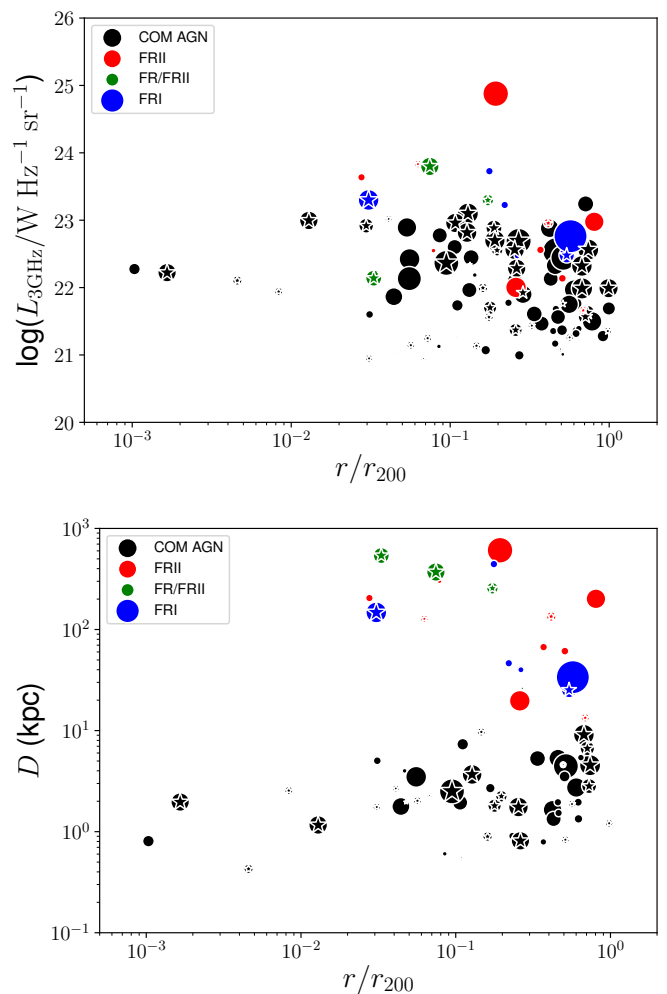 26
25
24
23
22
21
20
log(L₃GHz/W Hz⁻¹ sr⁻¹)
COM AGN
FRII
FR/FRII
FRI
10⁻³
10⁻²
10⁻¹
10⁰
r/r₂₀₀
10³
10²
10¹
10⁰
10⁻¹
D (kpc)
COM AGN
FRII
FR/FRII
FRI
10⁻³
10⁻²
10⁻¹
10⁰
r/r₂₀₀